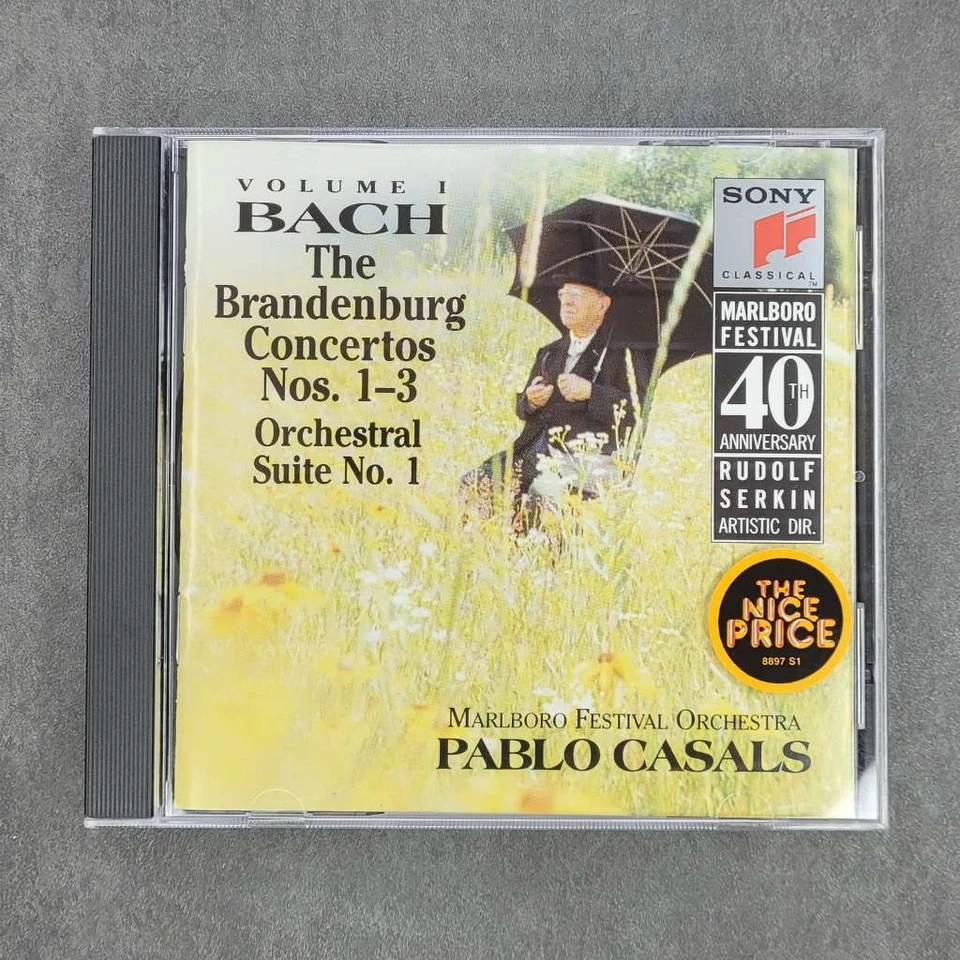 VOLUME I
BACH
The
Brandenburg
Concertos
Nos. 1–3
Orchestral
Suite No. 1
SONY
CLASSICAL™
MARLBORO
FESTIVAL
40TH
ANNIVERSARY
RUDOLF
SERKIN
ARTISTIC DIR.
THE
NICE
PRICE
8897 S1
MARLBORO FESTIVAL ORCHESTRA
PABLO CASALS